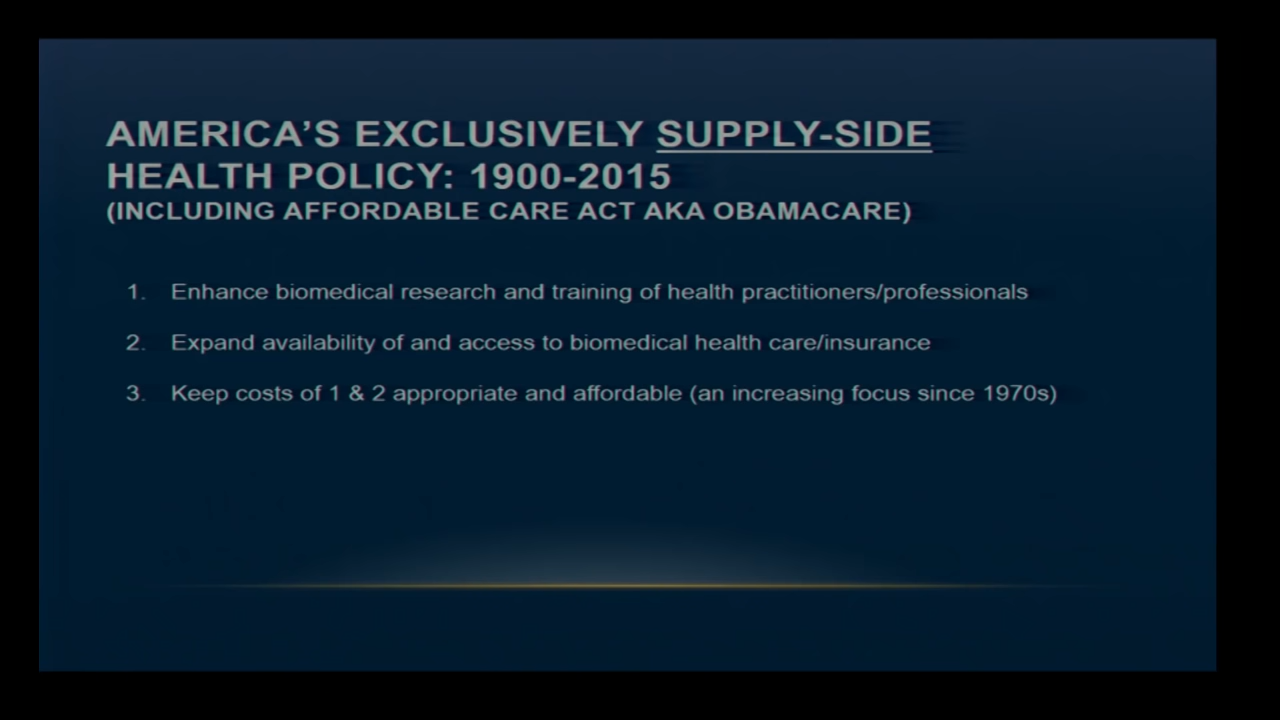 AMERICA'S EXCLUSIVELY SUPPLY-SIDE
HEALTH POLICY: 1900-2015
(INCLUDING AFFORDABLE CARE ACT AKA OBAMACARE)
1. Enhance biomedical research and training of health practitioners/professionals
2. Expand availability of and access to biomedical health care/insurance
3. Keep costs of 1 & 2 appropriate and affordable (an increasing focus since 1970s)